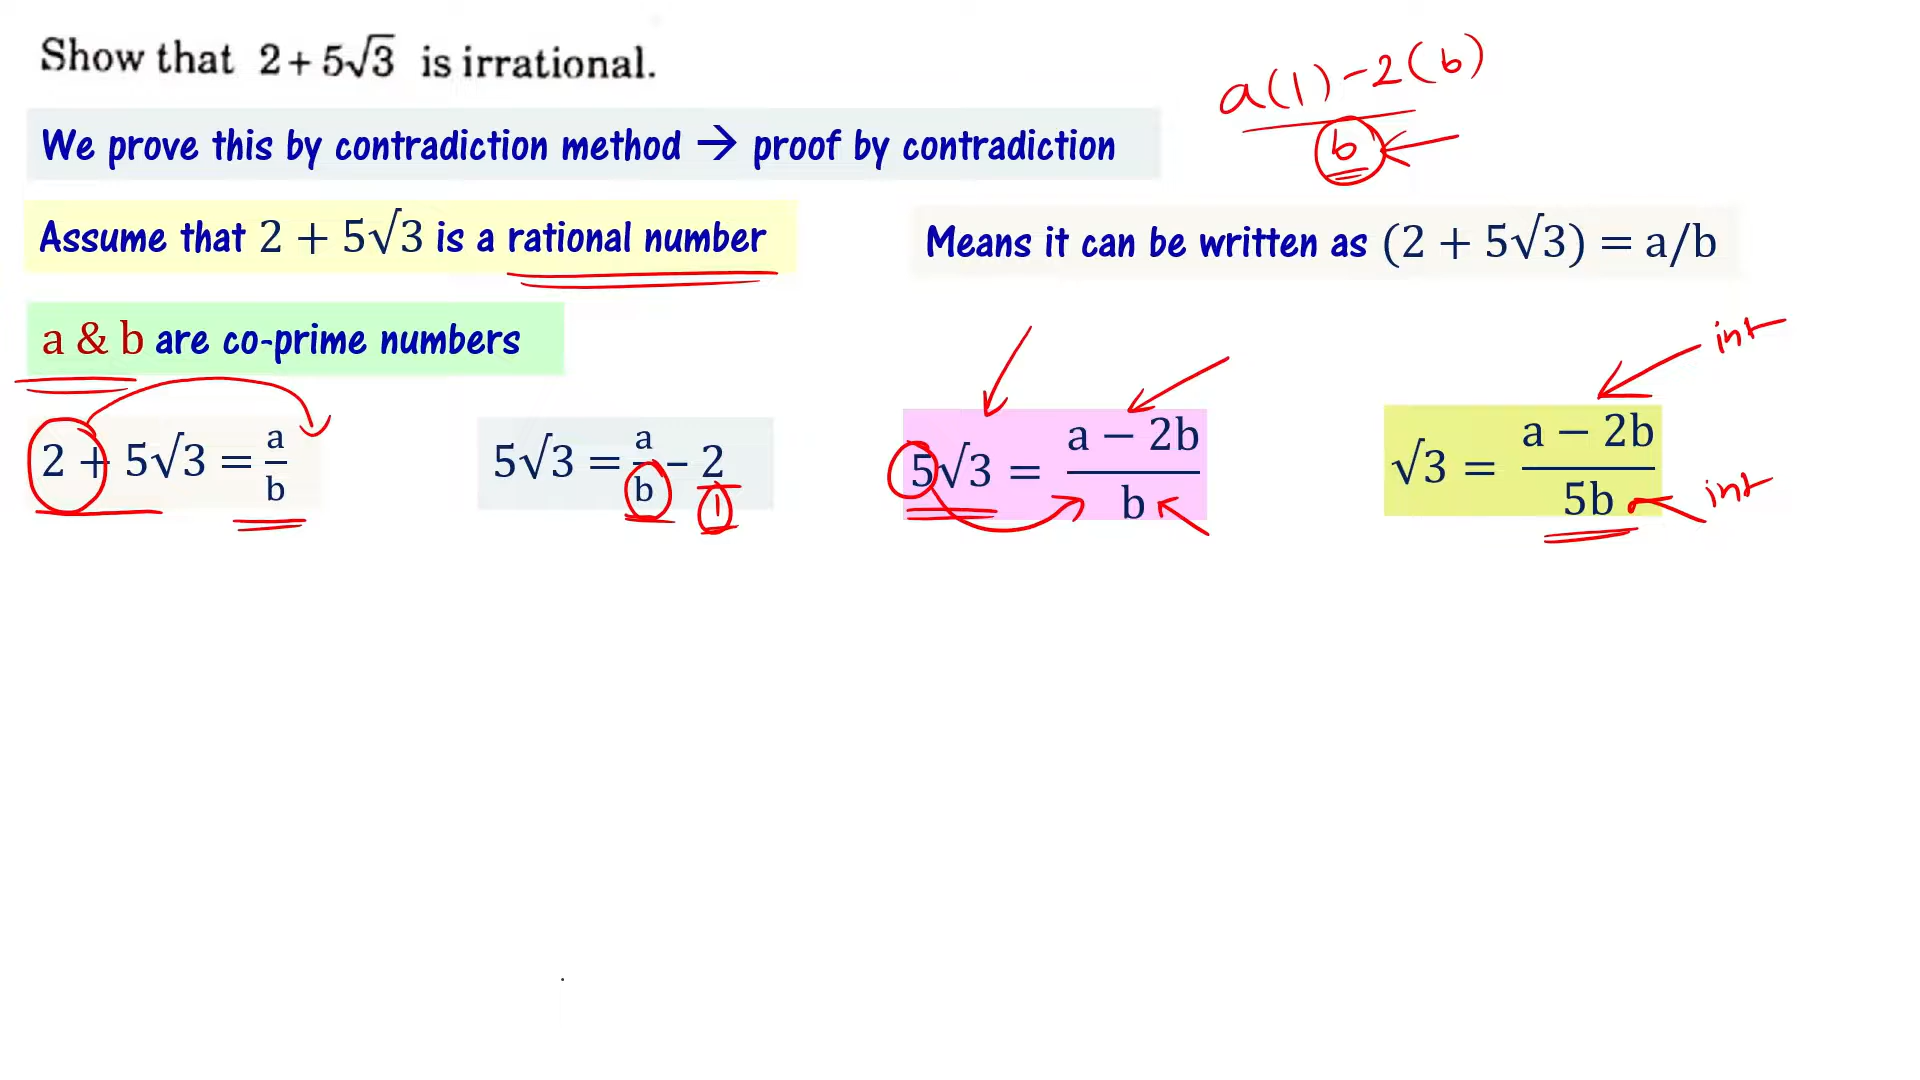 Show that 2 + 5√3 is irrational.
a(1) - 2(b)
b
We prove this by contradiction method → proof by contradiction
Assume that 2 + 5√3 is a rational number
Means it can be written as (2 + 5√3) = a/b
a & b are co-prime numbers
int
2 + 5√3 = a/b
5√3 = a/b - 2
1
5√3 = a - 2b / b
√3 = a - 2b / 5b
int